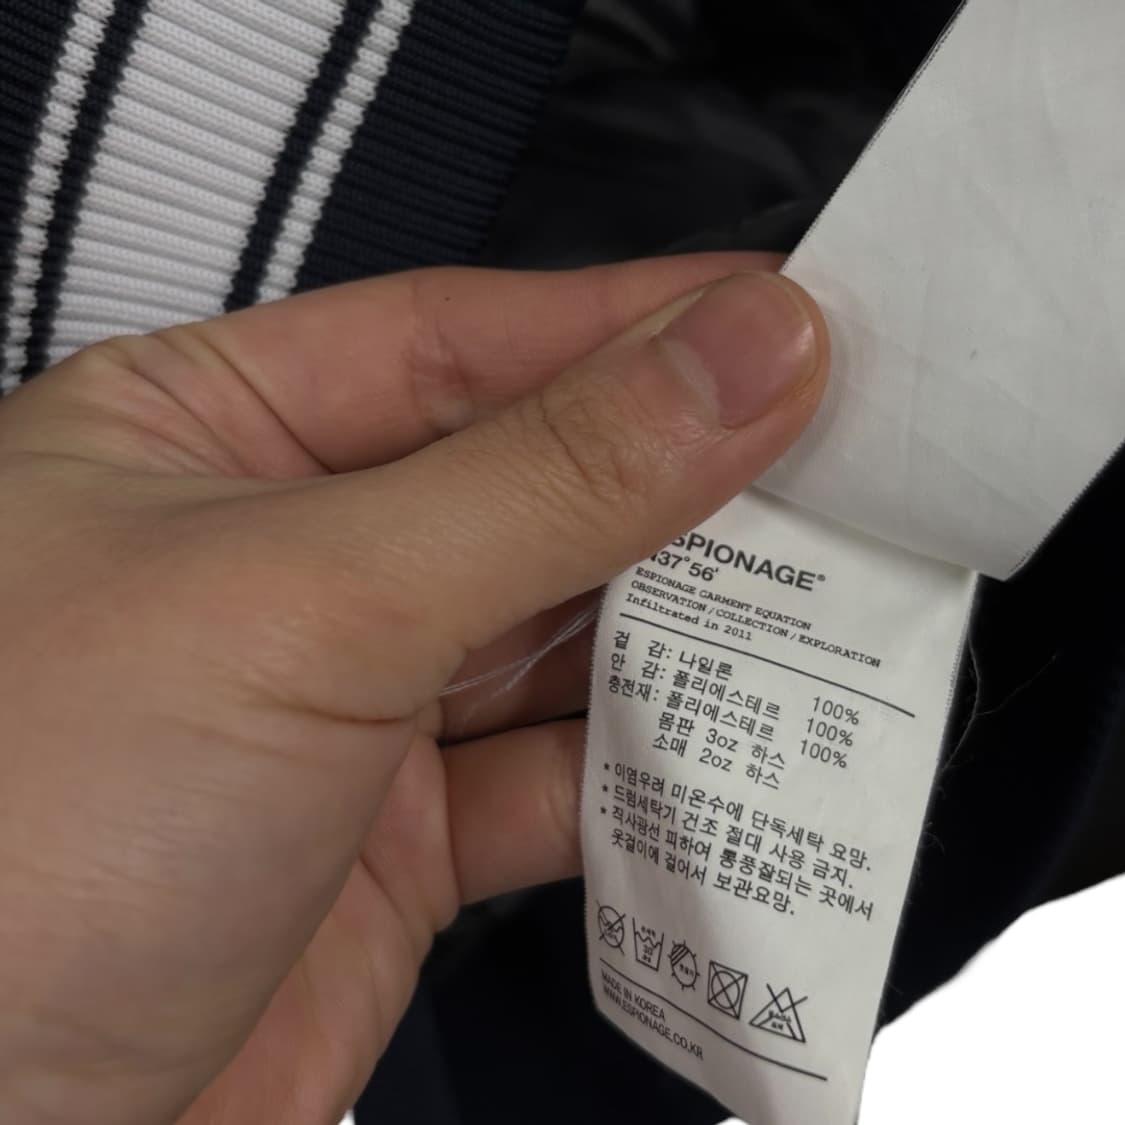 ESPIONAGE®
N37°56'
ESPIONAGE GARMENT EQUATION
OBSERVATION / COLLECTION / EXPLORATION
Infiltrated in 2011
겉 감: 나일론 100%
안 감: 폴리에스테르 100%
충전재: 폴리에스테르 100%
몸판 3oz 하스
소매 2oz 하스
* 이염우려 미온수에 단독세탁 요망.
* 드럼세탁기 건조 절대 사용 금지.
* 직사광선 피하여 통풍잘되는 곳에서
옷걸이에 걸어서 보관요망.
30
MADE IN KOREA
WWW.ESPIONAGE.CO.KR